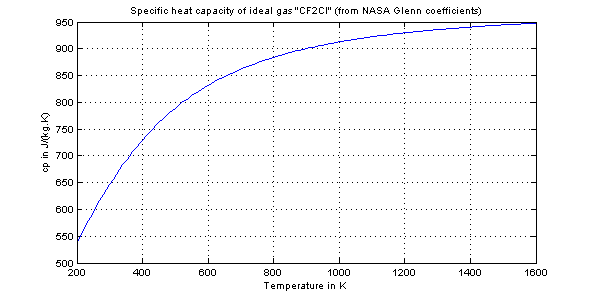 Specific heat capacity of ideal gas "CF2Cl" (from NASA Glenn coefficients)
950
900
850
800
750
700
650
600
550
500
cp in J/(kg.K)
200 400 600 800 1000 1200 1400 1600
Temperature in K